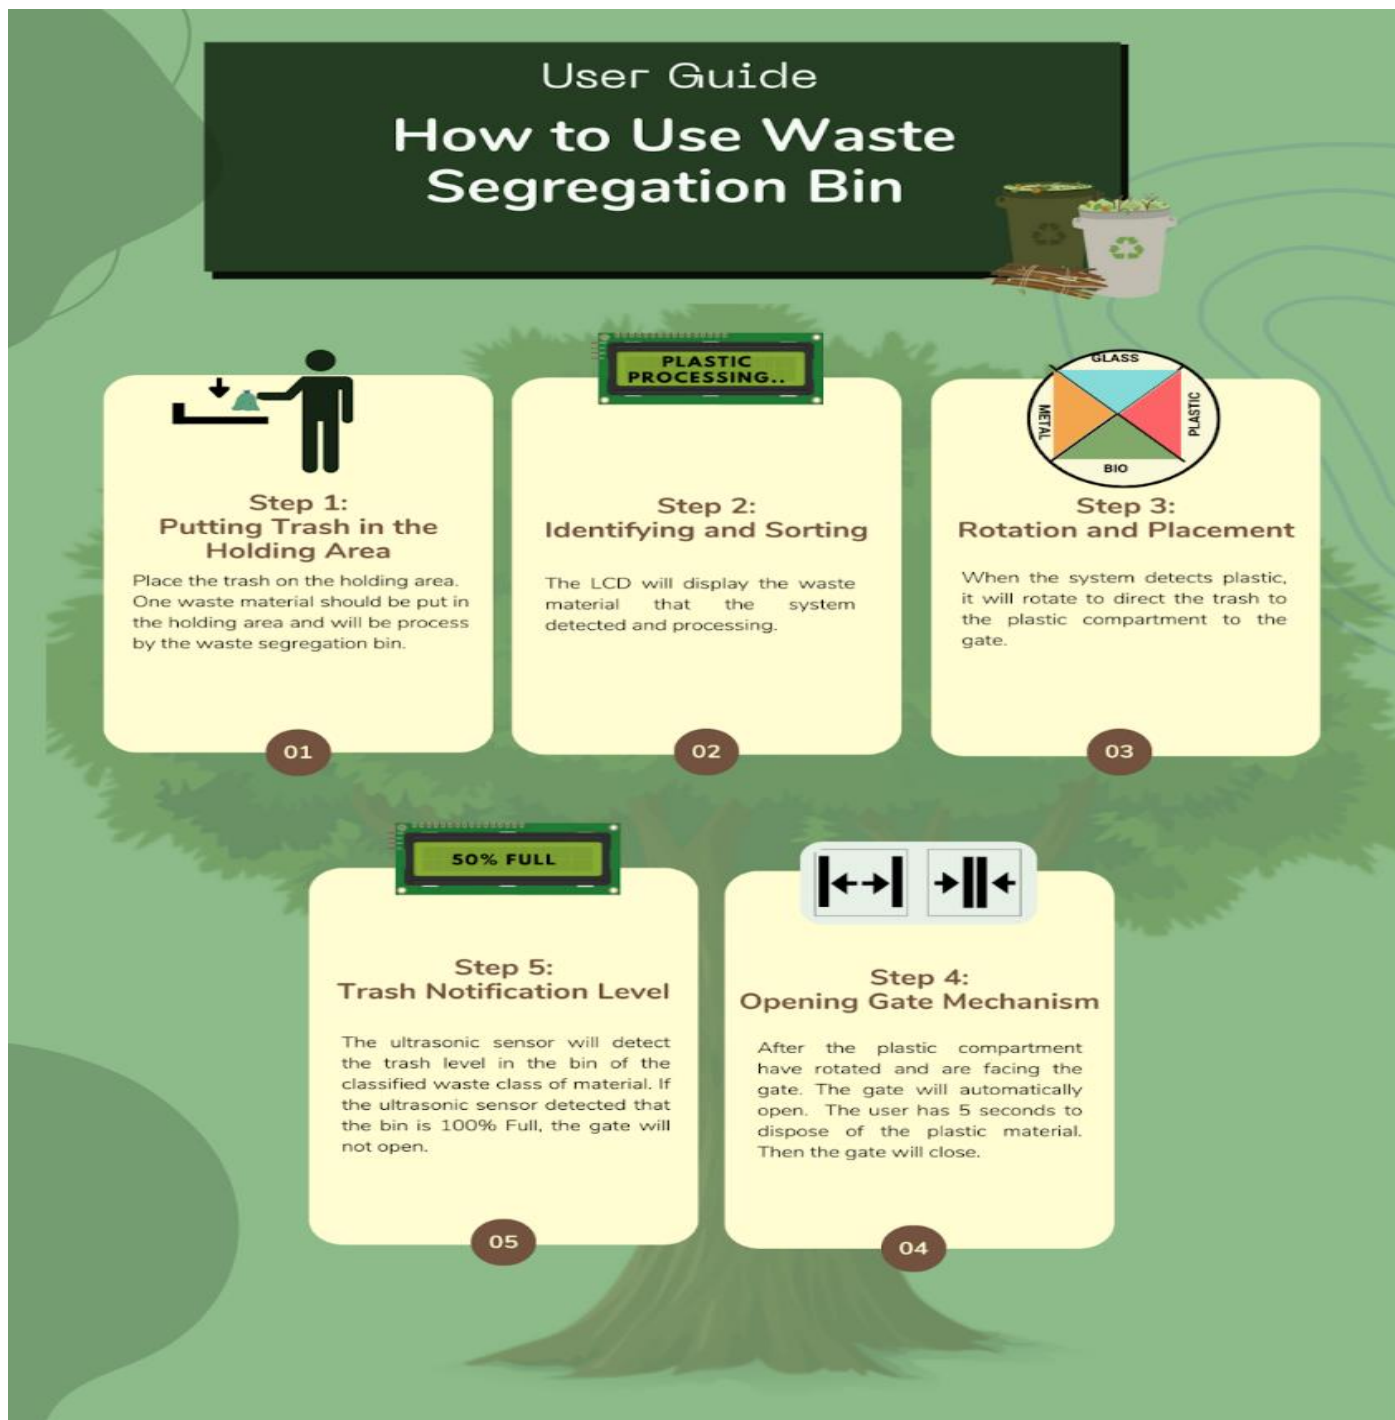 User Guide
How to Use Waste
Segregation Bin
PLASTIC
PROCESSING..
GLASS
METAL
PLASTIC
BIO
Step 1:
Putting Trash in the
Holding Area
Place the trash on the holding area.
One waste material should be put in
the holding area and will be process
by the waste segregation bin.
01
Step 2:
Identifying and Sorting
The LCD will display the waste
material that the system
detected and processing.
02
Step 3:
Rotation and Placement
When the system detects plastic,
it will rotate to direct the trash to
the plastic compartment to the
gate.
03
50% FULL
Step 5:
Trash Notification Level
The ultrasonic sensor will detect
the trash level in the bin of the
classified waste class of material. If
the ultrasonic sensor detected that
the bin is 100% Full, the gate will
not open.
05
Step 4:
Opening Gate Mechanism
After the plastic compartment
have rotated and are facing the
gate. The gate will automatically
open. The user has 5 seconds to
dispose of the plastic material.
Then the gate will close.
04